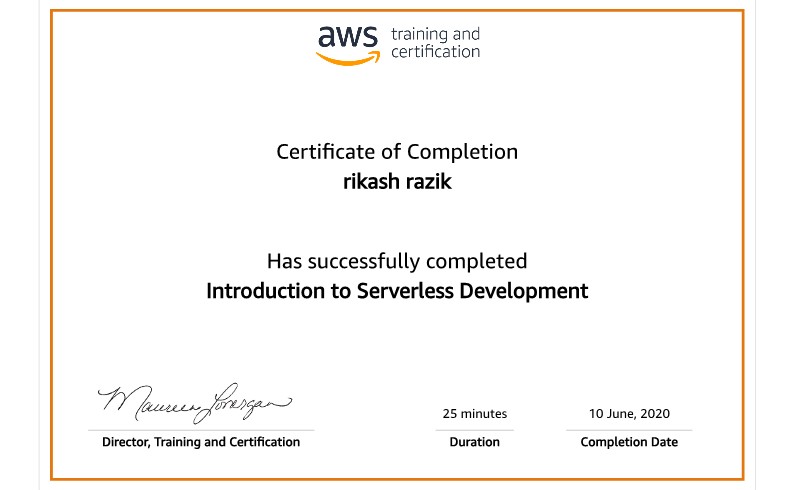 aws training and
certification
Certificate of Completion
rikash razik
Has successfully completed
Introduction to Serverless Development
Maureen Lonergan
25 minutes
10 June, 2020
Director, Training and Certification
Duration
Completion Date